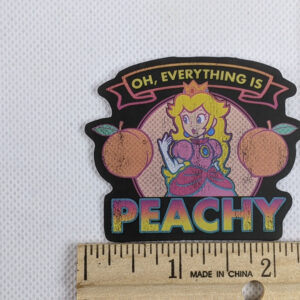 OH, EVERYTHING IS
PEACHY
1 MADE IN CHINA 2